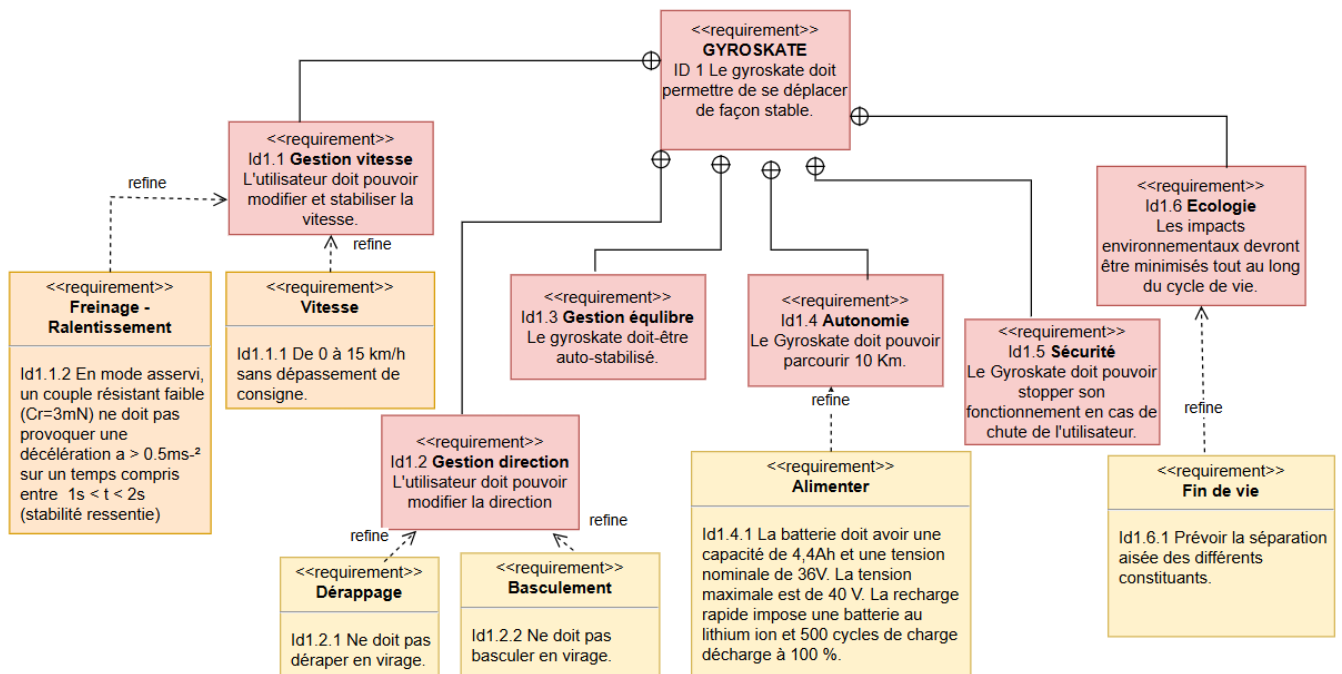 <<requirement>>
GYROSKATE
ID 1 Le gyroskate doit
permettre de se déplacer
de façon stable.
<<requirement>>
Id1.1 Gestion vitesse
L'utilisateur doit pouvoir
modifier et stabiliser la
vitesse.
<<requirement>>
Id1.6 Ecologie
Les impacts
environnementaux devront
être minimisés tout au long
du cycle de vie.
refine
refine
<<requirement>>
Freinage -
Ralentissement
Id1.1.2 En mode asservi,
un couple résistant faible
(Cr=3mN) ne doit pas
provoquer une
décélération a > 0.5ms-²
sur un temps compris
entre 1s < t < 2s
(stabilité ressentie)
<<requirement>>
Vitesse
Id1.1.1 De 0 à 15 km/h
sans dépassement de
consigne.
<<requirement>>
Id1.3 Gestion équlibre
Le gyroskate doit-être
auto-stabilisé.
<<requirement>>
Id1.4 Autonomie
Le Gyroskate doit pouvoir
parcourir 10 Km.
<<requirement>>
Id1.5 Sécurité
Le Gyroskate doit pouvoir
stopper son
fonctionnement en cas de
chute de l'utilisateur.
refine
refine
<<requirement>>
Id1.2 Gestion direction
L'utilisateur doit pouvoir
modifier la direction
refine
refine
<<requirement>>
Dérappage
Id1.2.1 Ne doit pas
déraper en virage.
<<requirement>>
Basculement
Id1.2.2 Ne doit pas
basculer en virage.
<<requirement>>
Alimenter
Id1.4.1 La batterie doit avoir une
capacité de 4,4Ah et une tension
nominale de 36V. La tension
maximale est de 40 V. La recharge
rapide impose une batterie au
lithium ion et 500 cycles de charge
décharge à 100 %.
<<requirement>>
Fin de vie
Id1.6.1 Prévoir la séparation
aisée des différents
constituants.